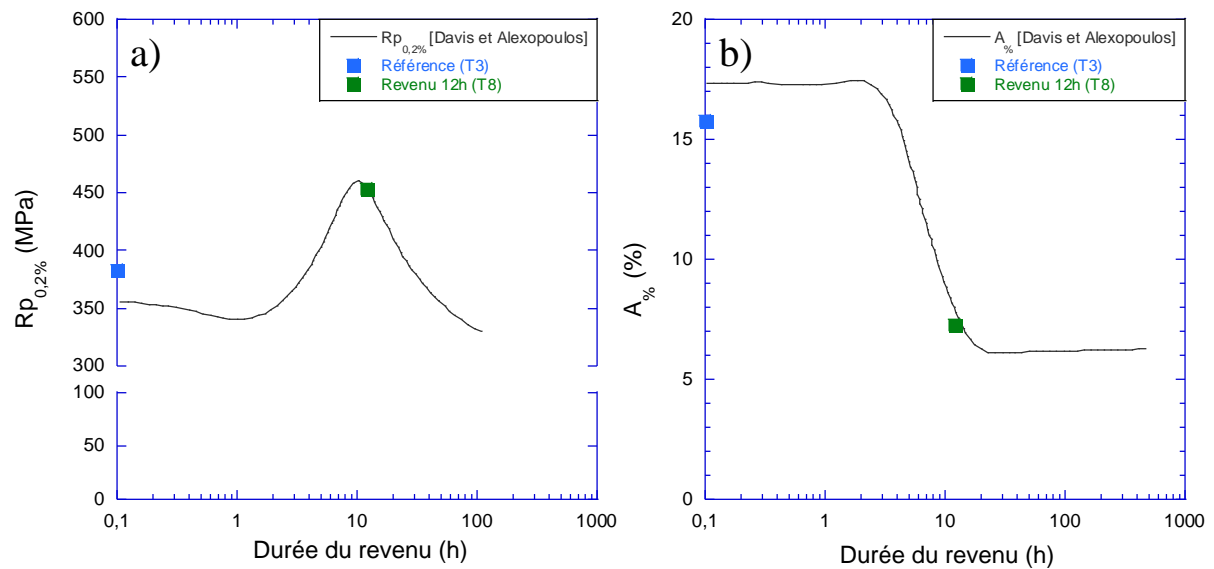 a)
Rp0,2% [Davis et Alexopoulos]
Référence (T3)
Revenu 12h (T8)
600
550
500
450
400
350
300
100
50
0
Rp0,2% (MPa)
0,1
1
10
100
1000
Durée du revenu (h)
b)
A% [Davis et Alexopoulos]
Référence (T3)
Revenu 12h (T8)
20
15
10
5
0
A% (%)
0,1
1
10
100
1000
Durée du revenu (h)